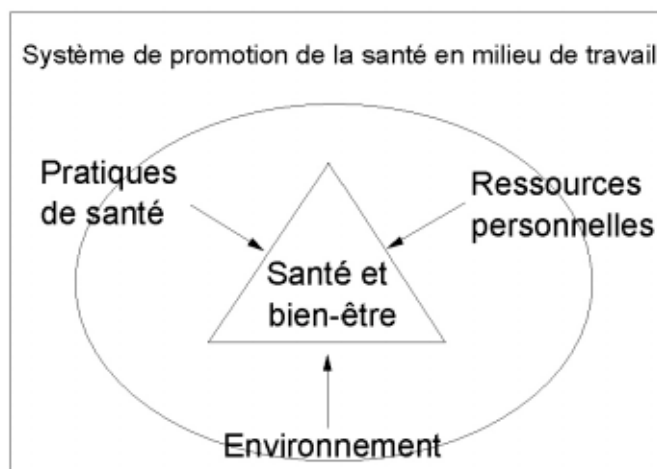 Système de promotion de la santé en milieu de travail
Pratiques
de santé
Ressources
personnelles
Santé et
bien-être
Environnement